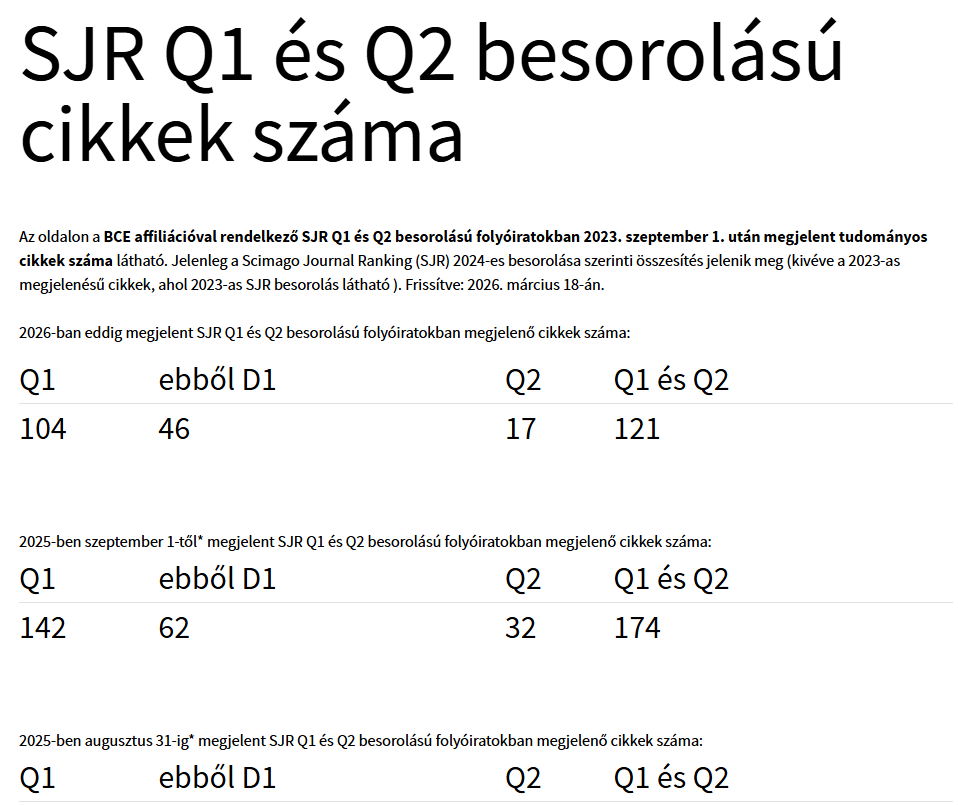 SJR Q1 és Q2 besorolású
cikkek száma
Az oldalon a BCE affiliációval rendelkező SJR Q1 és Q2 besorolású folyóiratokban 2023. szeptember 1. után megjelent tudományos
cikkek száma látható. Jelenleg a Scimago Journal Ranking (SJR) 2024-es besorolása szerinti összesítés jelenik meg (kivéve a 2023-as
megjelenésű cikkek, ahol 2023-as SJR besorolás látható ). Frissítve: 2026. március 18-án.
2026-ban eddig megjelent SJR Q1 és Q2 besorolású folyóiratokban megjelenő cikkek száma:
Q1 ebből D1 Q2 Q1 és Q2
104 46 17 121
2025-ben szeptember 1-től* megjelent SJR Q1 és Q2 besorolású folyóiratokban megjelenő cikkek száma:
Q1 ebből D1 Q2 Q1 és Q2
142 62 32 174
2025-ben augusztus 31-ig* megjelent SJR Q1 és Q2 besorolású folyóiratokban megjelenő cikkek száma:
Q1 ebből D1 Q2 Q1 és Q2